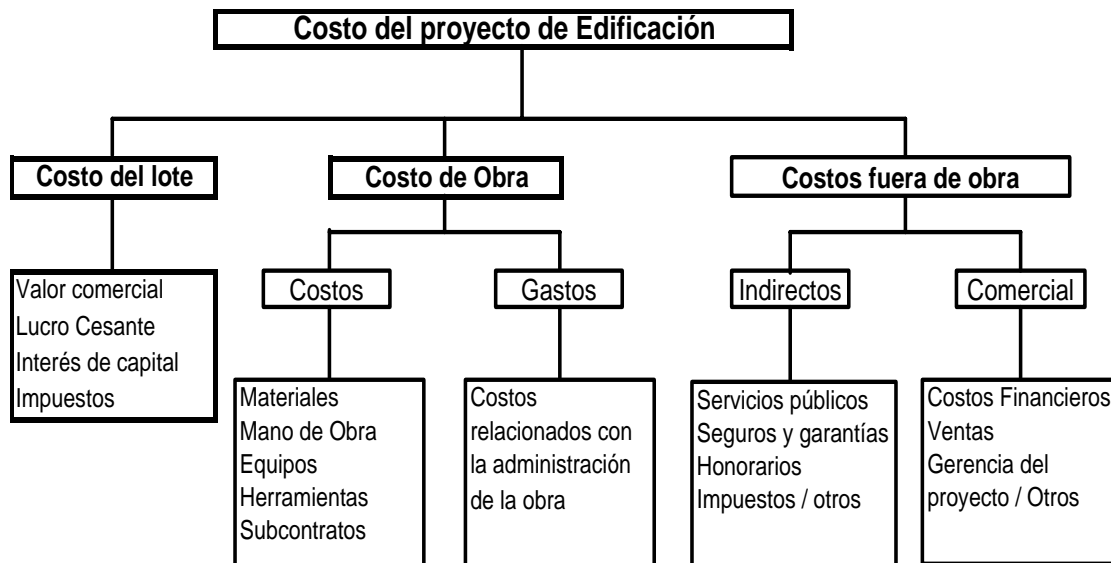 Costo del proyecto de Edificación
Costo del lote
Costo de Obra
Costos fuera de obra
Valor comercial
Lucro Cesante
Interés de capital
Impuestos
Costos
Gastos
Indirectos
Comercial
Materiales
Mano de Obra
Equipos
Herramientas
Subcontratos
Costos
relacionados con
la administración
de la obra
Servicios públicos
Seguros y garantías
Honorarios
Impuestos / otros
Costos Financieros
Ventas
Gerencia del
proyecto / Otros